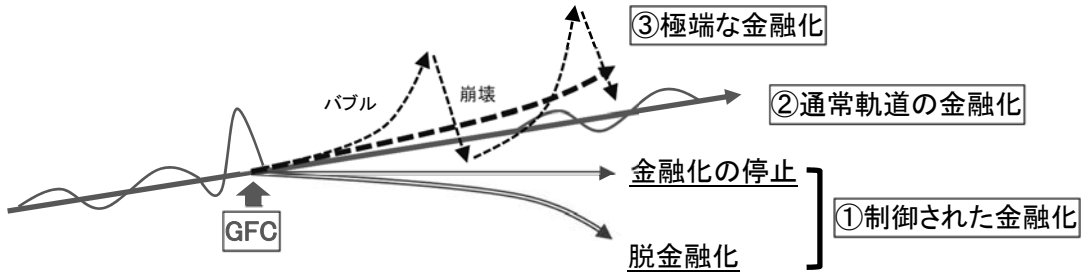 ③極端な金融化
バブル
崩壊
②通常軌道の金融化
金融化の停止
①制御された金融化
GFC
脱金融化